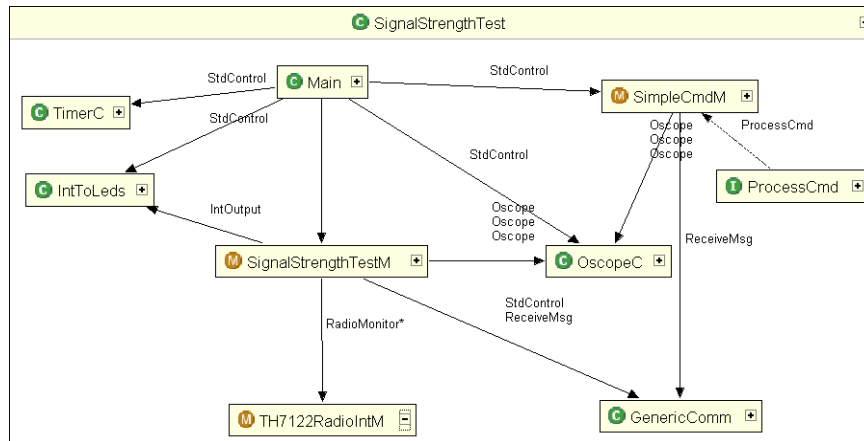 C SignalStrengthTest
StdControl
C Main
StdControl
M SimpleCmdM
C TimerC
StdControl
Oscope
Oscope
Oscope
ProcessCmd
StdControl
C IntToLeds
I ProcessCmd
IntOutput
Oscope
Oscope
Oscope
ReceiveMsg
M SignalStrengthTestM
C OscopeC
StdControl
ReceiveMsg
RadioMonitor*
M TH7122RadioIntM
C GenericComm